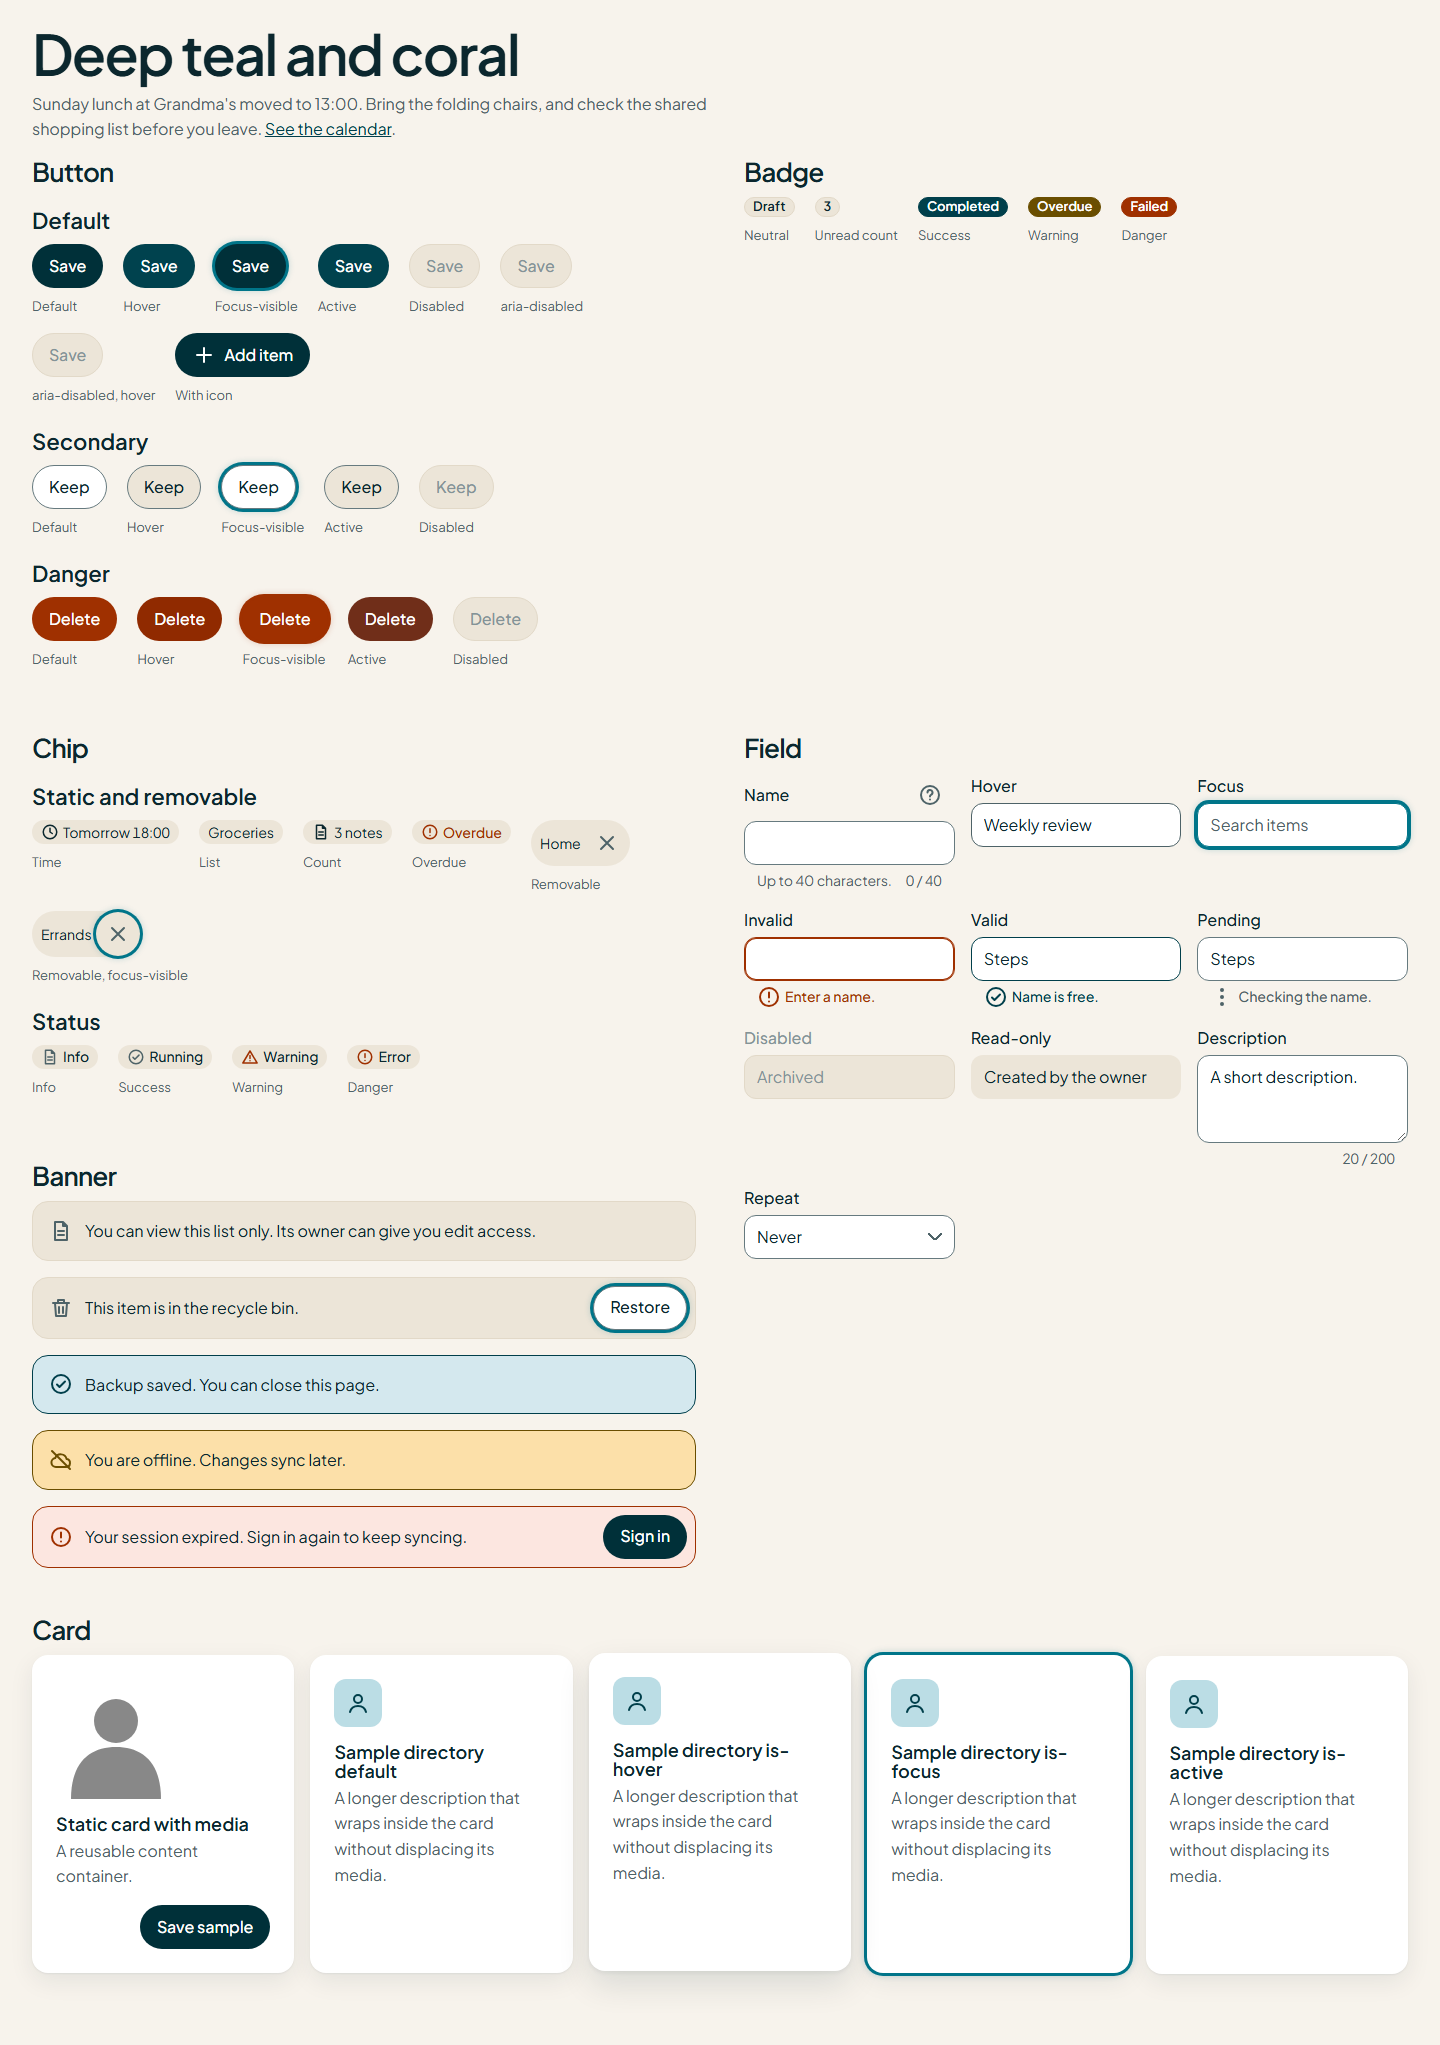 Deep teal and coral
Sunday lunch at Grandma's moved to 13:00. Bring the folding chairs, and check the shared
shopping list before you leave. See the calendar.
Button
Default
Save Save Save Save Save Save
Default Hover Focus-visible Active Disabled aria-disabled
Save Add item
aria-disabled, hover With icon
Secondary
Keep Keep Keep Keep Keep
Default Hover Focus-visible Active Disabled
Danger
Delete Delete Delete Delete Delete
Default Hover Focus-visible Active Disabled
Badge
Draft 3 Completed Overdue Failed
Neutral Unread count Success Warning Danger
Chip
Static and removable
Tomorrow 18:00 Groceries 3 notes Overdue Home
Time List Count Overdue Removable
Errands
Removable, focus-visible
Status
Info Running Warning Error
Info Success Warning Danger
Field
Name Hover Focus
Weekly review Search items
Up to 40 characters. 0 / 40
Invalid Valid Pending
Steps Steps
Enter a name. Name is free. Checking the name.
Disabled Read-only Description
Archived Created by the owner A short description.
20 / 200
Repeat
Never
Banner
You can view this list only. Its owner can give you edit access.
This item is in the recycle bin. Restore
Backup saved. You can close this page.
You are offline. Changes sync later.
Your session expired. Sign in again to keep syncing. Sign in
Card
Static card with media
A reusable content
container.
Save sample
Sample directory
default
A longer description that
wraps inside the card
without displacing its
media.
Sample directory is-
hover
A longer description that
wraps inside the card
without displacing its
media.
Sample directory is-
focus
A longer description that
wraps inside the card
without displacing its
media.
Sample directory is-
active
A longer description that
wraps inside the card
without displacing its
media.